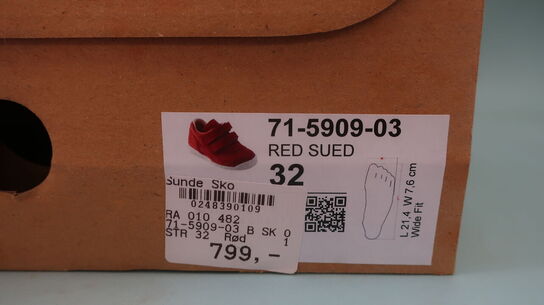 71-5909-03
RED SUED
32
L.21,4 W 7,6 cm
Wide Fit
Sunde Sko
0248390109
RA 010 482
71-5909-03 B SK 0
STR 32 Rød 1
799,-